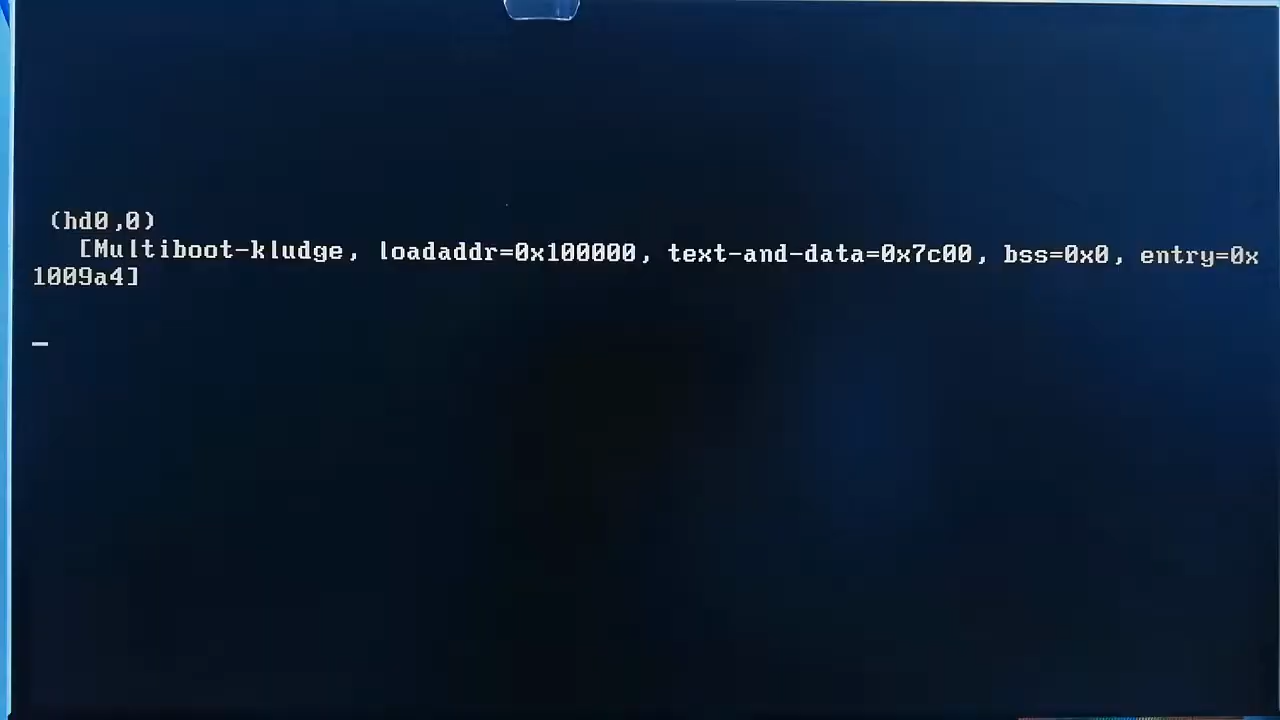 (hd0,0)
[Multiboot-kludge, loadaddr=0x100000, text-and-data=0x7c00, bss=0x0, entry=0x
1009a4]
_